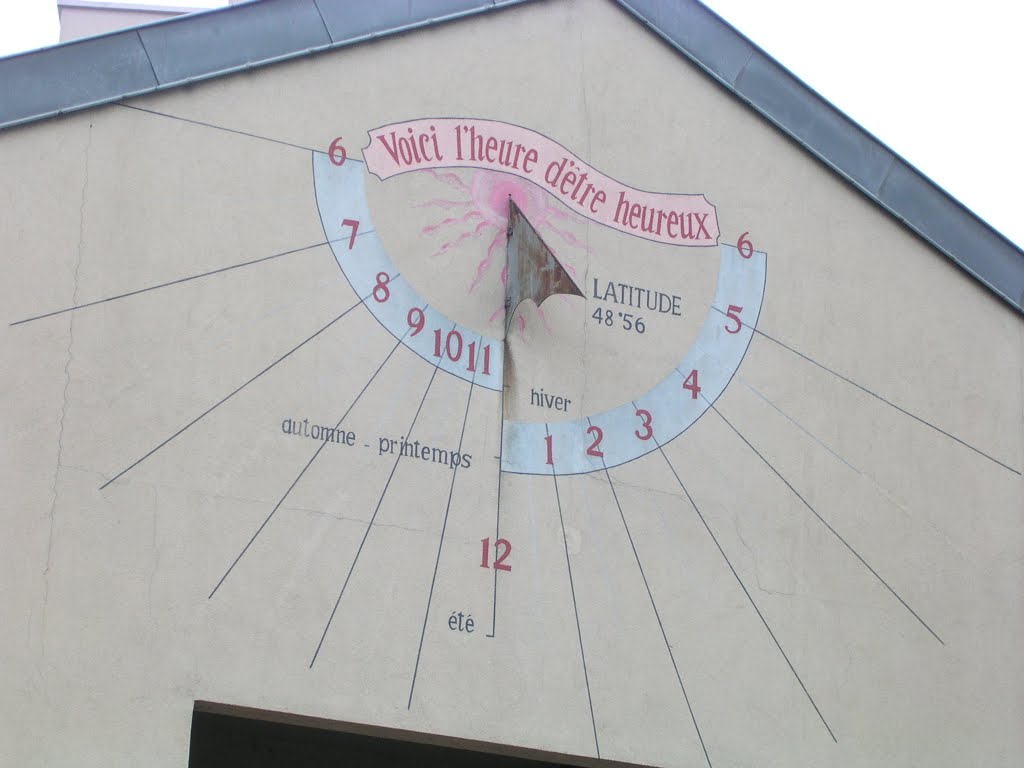 Voici l'heure d'être heureux
6
6
7
8
9
10
11
LATITUDE
48°56
5
4
3
2
1
hiver
automne - printemps
12
été